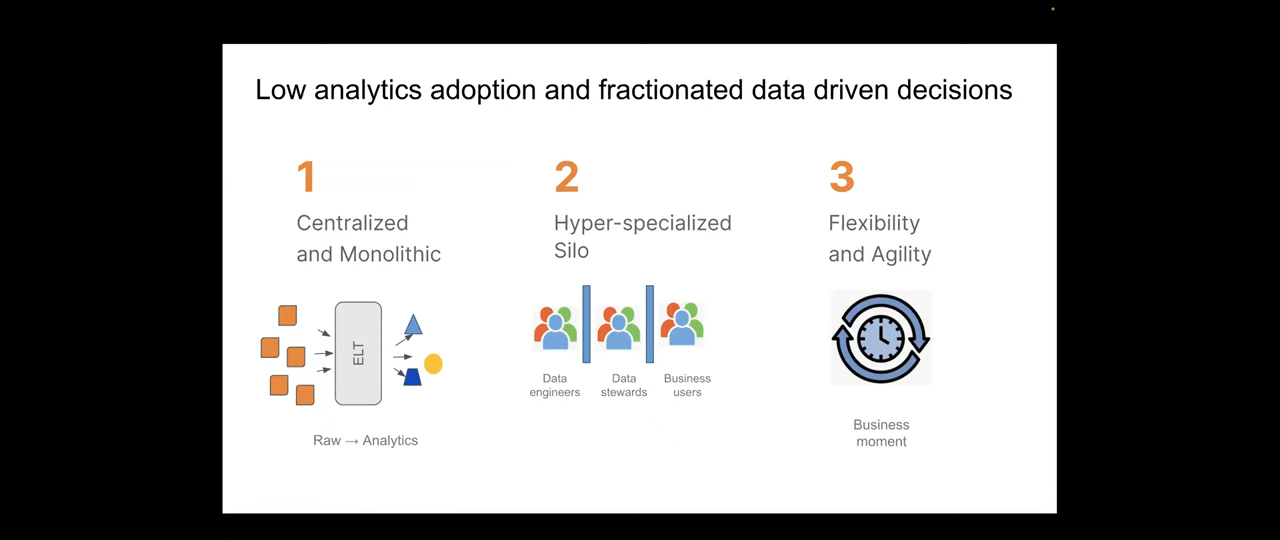 Low analytics adoption and fractionated data driven decisions
1
Centralized
and Monolithic
ELT
Raw → Analytics
2
Hyper-specialized
Silo
Data
engineers
Data
stewards
Business
users
3
Flexibility
and Agility
Business
moment